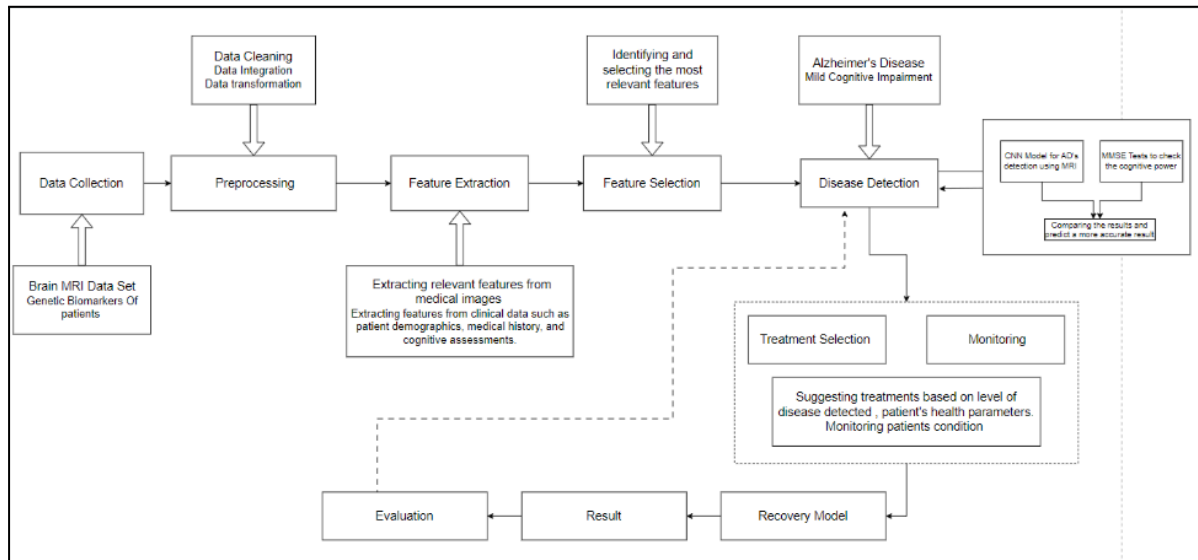 Data Cleaning
Data Integration
Data transformation
Identifying and
selecting the most
relevant features
Alzheimer's Disease
Mild Cognitive Impairment
Data Collection
Preprocessing
Feature Extraction
Feature Selection
Disease Detection
CNN Model for AD's
detection using MRI
MMSE Tests to check
the cognitive power
Comparing the results and
predict a more accurate result
Brain MRI Data Set
Genetic Biomarkers Of
patients
Extracting relevant features from
medical images
Extracting features from clinical data such as
patient demographics, medical history, and
cognitive assessments.
Treatment Selection
Monitoring
Suggesting treatments based on level of
disease detected , patient's health parameters.
Monitoring patients condition
Evaluation
Result
Recovery Model